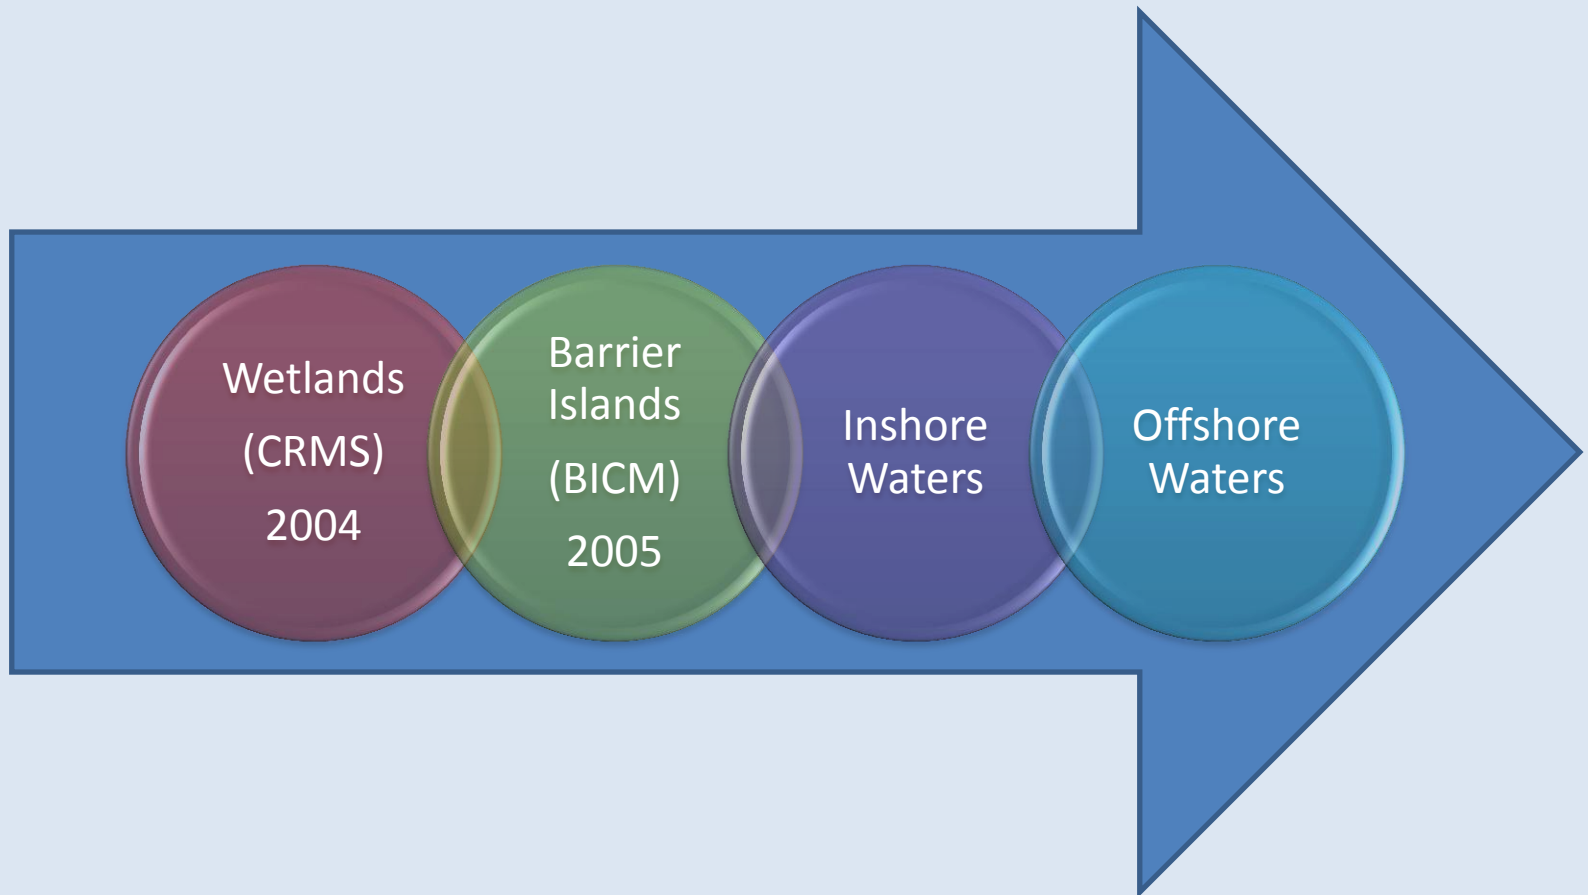 Wetlands
(CRMS)
2004
Barrier
Islands
(BICM)
2005
Inshore
Waters
Offshore
Waters